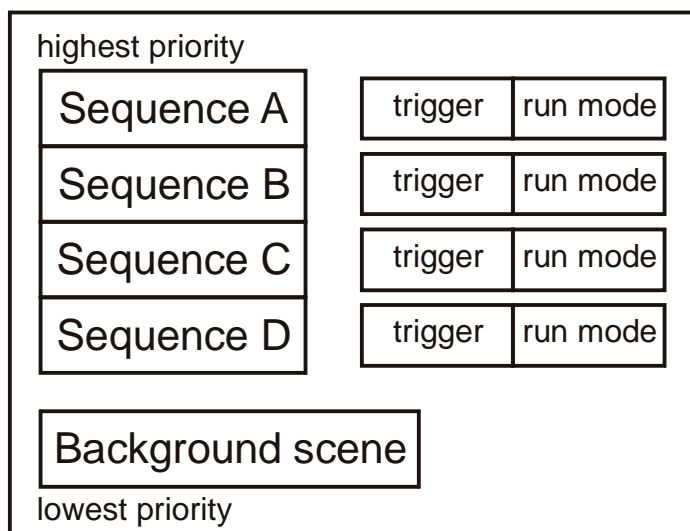 highest priority
Sequence A trigger run mode
Sequence B trigger run mode
Sequence C trigger run mode
Sequence D trigger run mode
Background scene
lowest priority